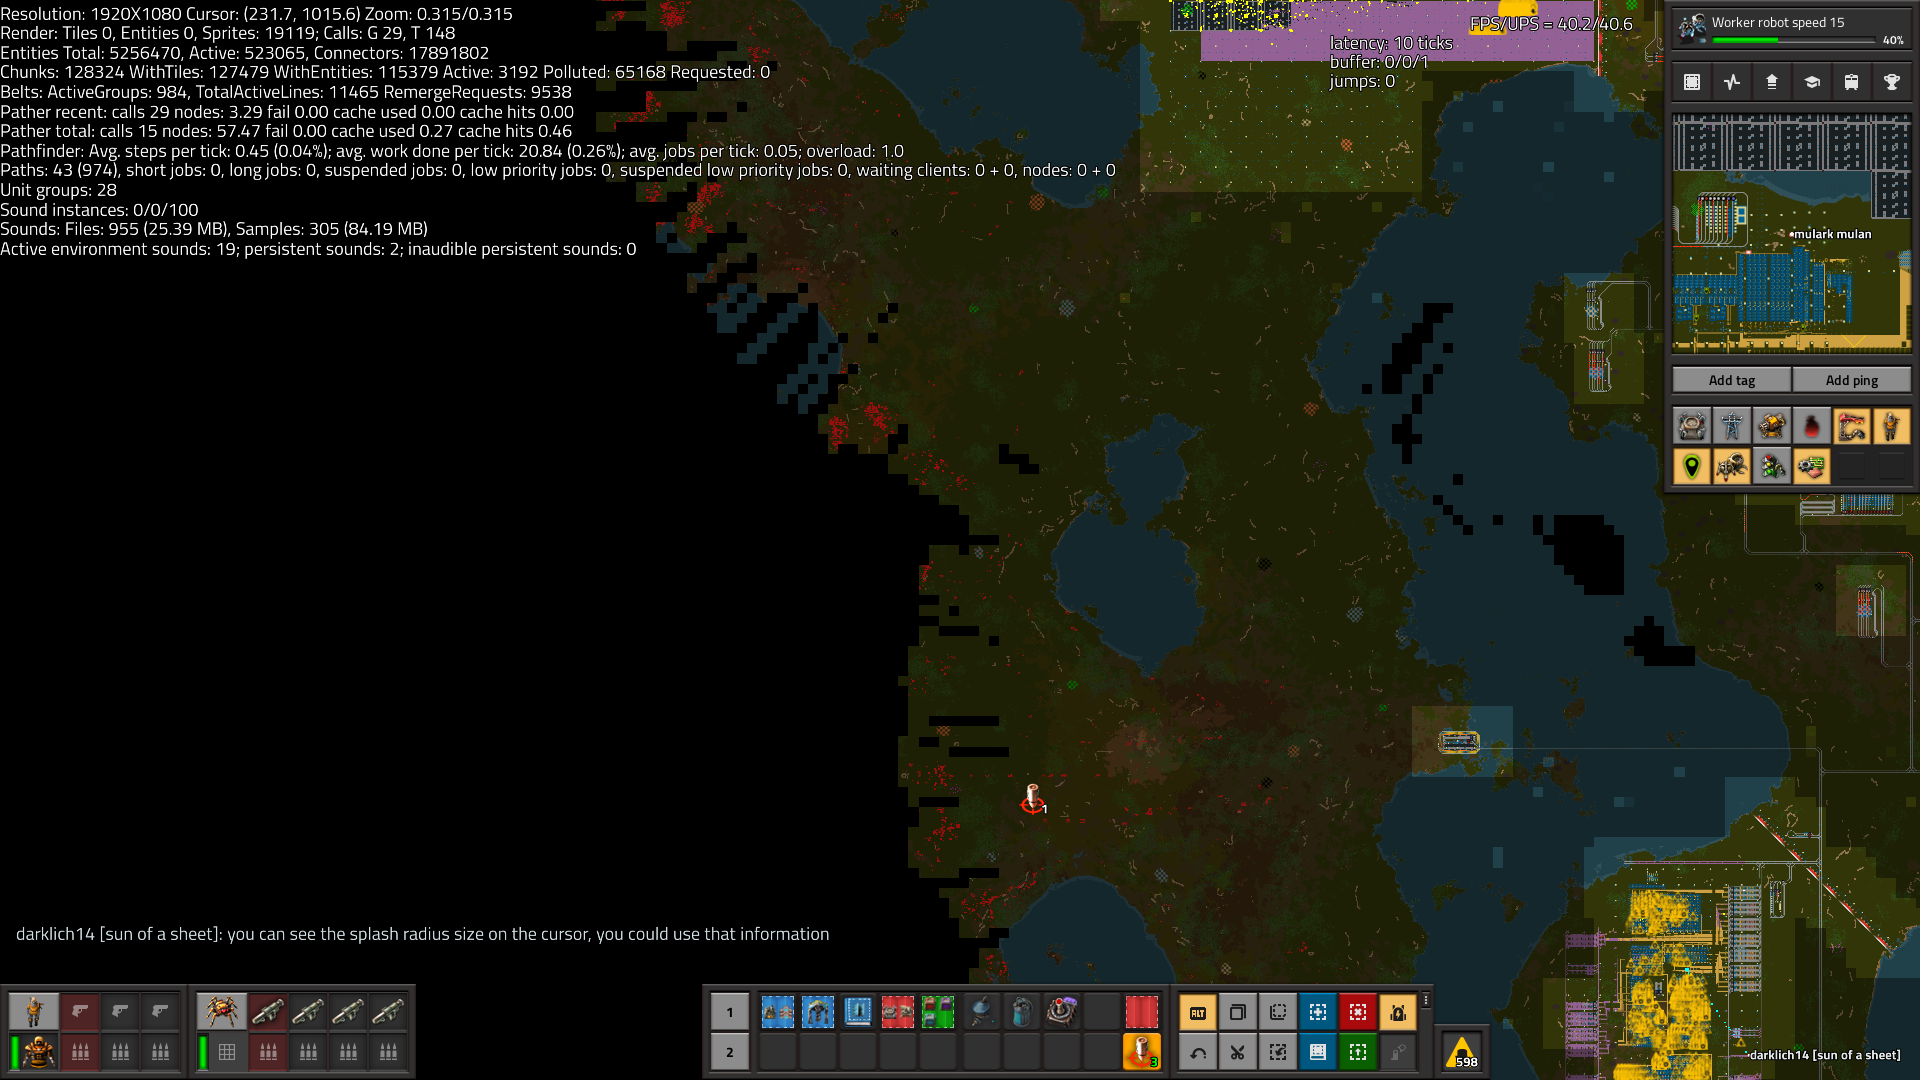 Resolution: 1920X1080 Cursor: (231.7, 1015.6) Zoom: 0.315/0.315
Render: Tiles 0, Entities 0, Sprites: 19119; Calls: G 29, T 148
Entities Total: 5256470, Active: 523065, Connectors: 17891802
Chunks: 128324 WithTiles: 127479 WithEntities: 115379 Active: 3192 Polluted: 65168 Requested: 0
Belts: ActiveGroups: 984, TotalActiveLines: 11465 RemergeRequests: 9538
Pather recent: calls 29 nodes: 3.29 fail 0.00 cache used 0.00 cache hits 0.00
Pather total: calls 15 nodes: 57.47 fail 0.00 cache used 0.27 cache hits 0.46
Pathfinder: Avg. steps per tick: 0.45 (0.04%); avg. work done per tick: 20.84 (0.26%); avg. jobs per tick: 0.05; overload: 1.0
Paths: 43 (974), short jobs: 0, long jobs: 0, suspended jobs: 0, low priority jobs: 0, suspended low priority jobs: 0, waiting clients: 0 + 0, nodes: 0 + 0
Unit groups: 28
Sound instances: 0/0/100
Sounds: Files: 955 (25.39 MB), Samples: 305 (84.19 MB)
Active environment sounds: 19; persistent sounds: 2; inaudible persistent sounds: 0
FPS/UPS = 40.2/40.6
latency: 10 ticks
buffer: 0/0/1
jumps: 0
Worker robot speed 15
40%
mulark mulan
Add tag
Add ping
1
darklich14 [sun of a sheet]: you can see the splash radius size on the cursor, you could use that information
1
ALT
2
3
598
darklich14 [sun of a sheet]